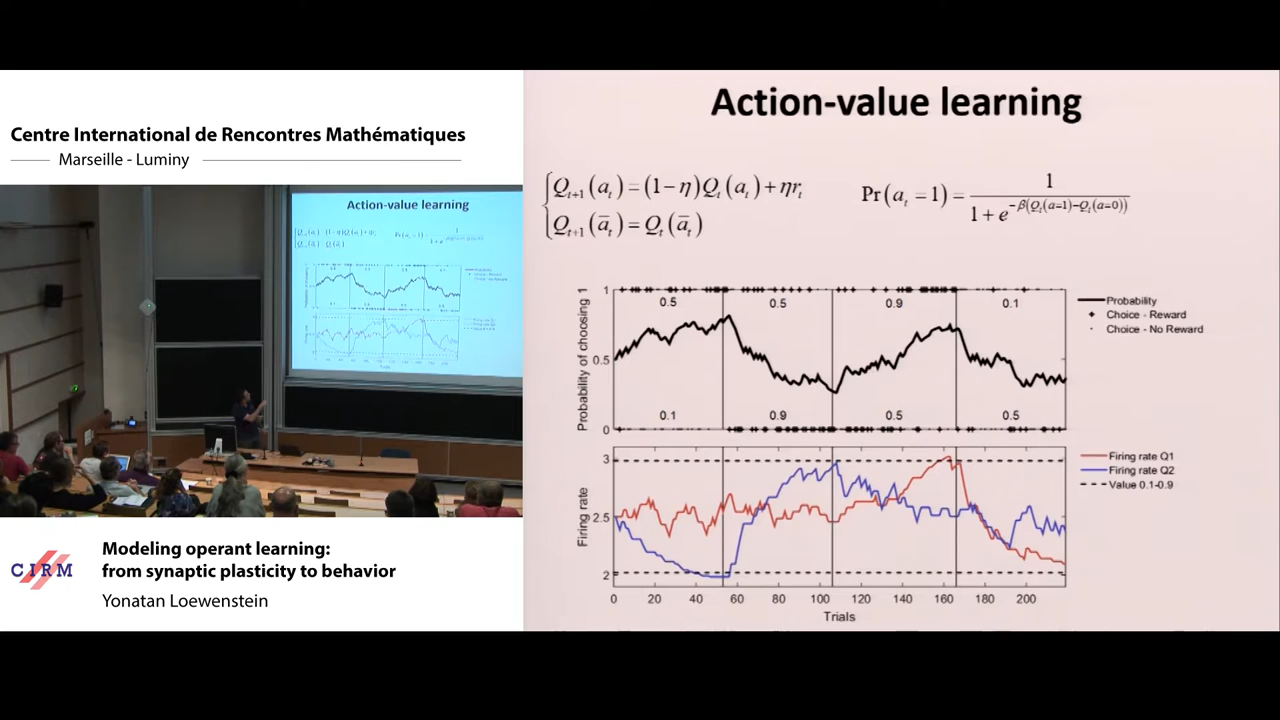 Centre International de Rencontres Mathématiques
Marseille - Luminy
Action-value learning
CIRM
Modeling operant learning:
from synaptic plasticity to behavior
Yonatan Loewenstein
Action-value learning
Q_{t+1}(a_t) = (1−η)Q_t(a_t) + ηr_t
Q_{t+1}(ā_t) = Q_t(ā_t)
Pr(a_t = 1) = 1 / (1 + e^{−β(Q_t(a=1)−Q_t(a=0))})
Probability of choosing 1
1
0.5
0
0.5 0.5 0.9 0.1
0.1 0.9 0.5 0.5
Probability
Choice - Reward
Choice - No Reward
Firing rate
3
2.5
2
Firing rate Q1
Firing rate Q2
Value 0.1-0.9
0 20 40 60 80 100 120 140 160 180 200
Trials